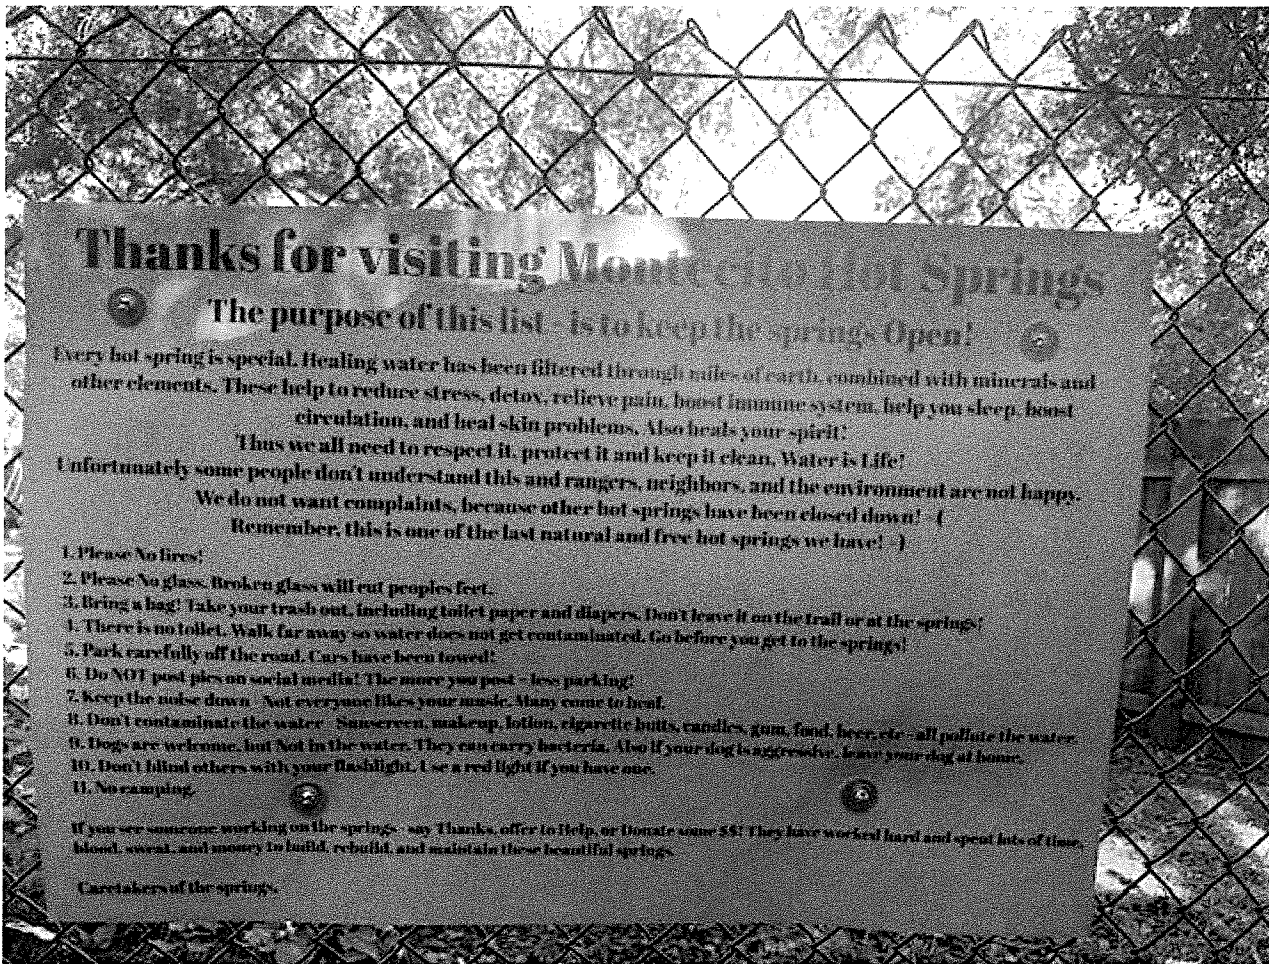 Thanks for visiting Montecito Hot Springs
The purpose of this list - is to keep the springs Open!
Every hot spring is special. Healing water has been filtered through miles of earth, combined with minerals and
other elements. These help to reduce stress, detox, relieve pain, boost immune system, help you sleep, boost
circulation, and heal skin problems. Also heals your spirit!
Thus we all need to respect it, protect it and keep it clean. Water is Life!
Unfortunately some people don't understand this and rangers, neighbors, and the environment are not happy.
We do not want complaints, because other hot springs have been closed down! -(
Remember, this is one of the last natural and free hot springs we have! -)
1. Please No fires!
2. Please No glass. Broken glass will cut peoples feet.
3. Bring a bag! Take your trash out, including toilet paper and diapers. Don't leave it on the trail or at the springs!
4. There is no toilet. Walk far away so water does not get contaminated. Go before you get to the springs!
5. Park carefully off the road. Cars have been towed!
6. Do NOT post pics on social media! The more you post - less parking!
7. Keep the noise down - Not everyone likes your music. Many come to heal.
8. Don't contaminate the water - Sunscreen, makeup, lotion, cigarette butts, candles, gum, food, beer, etc - all pollute the water.
9. Dogs are welcome, but Not in the water. They can carry bacteria. Also if your dog is aggressive, leave your dog at home.
10. Don't blind others with your flashlight. Use a red light if you have one.
11. No camping.
If you see someone working on the springs - say Thanks, offer to Help, or Donate some $$! They have worked hard and spent lots of time,
blood, sweat, and money to build, rebuild, and maintain these beautiful springs.
Caretakers of the springs.